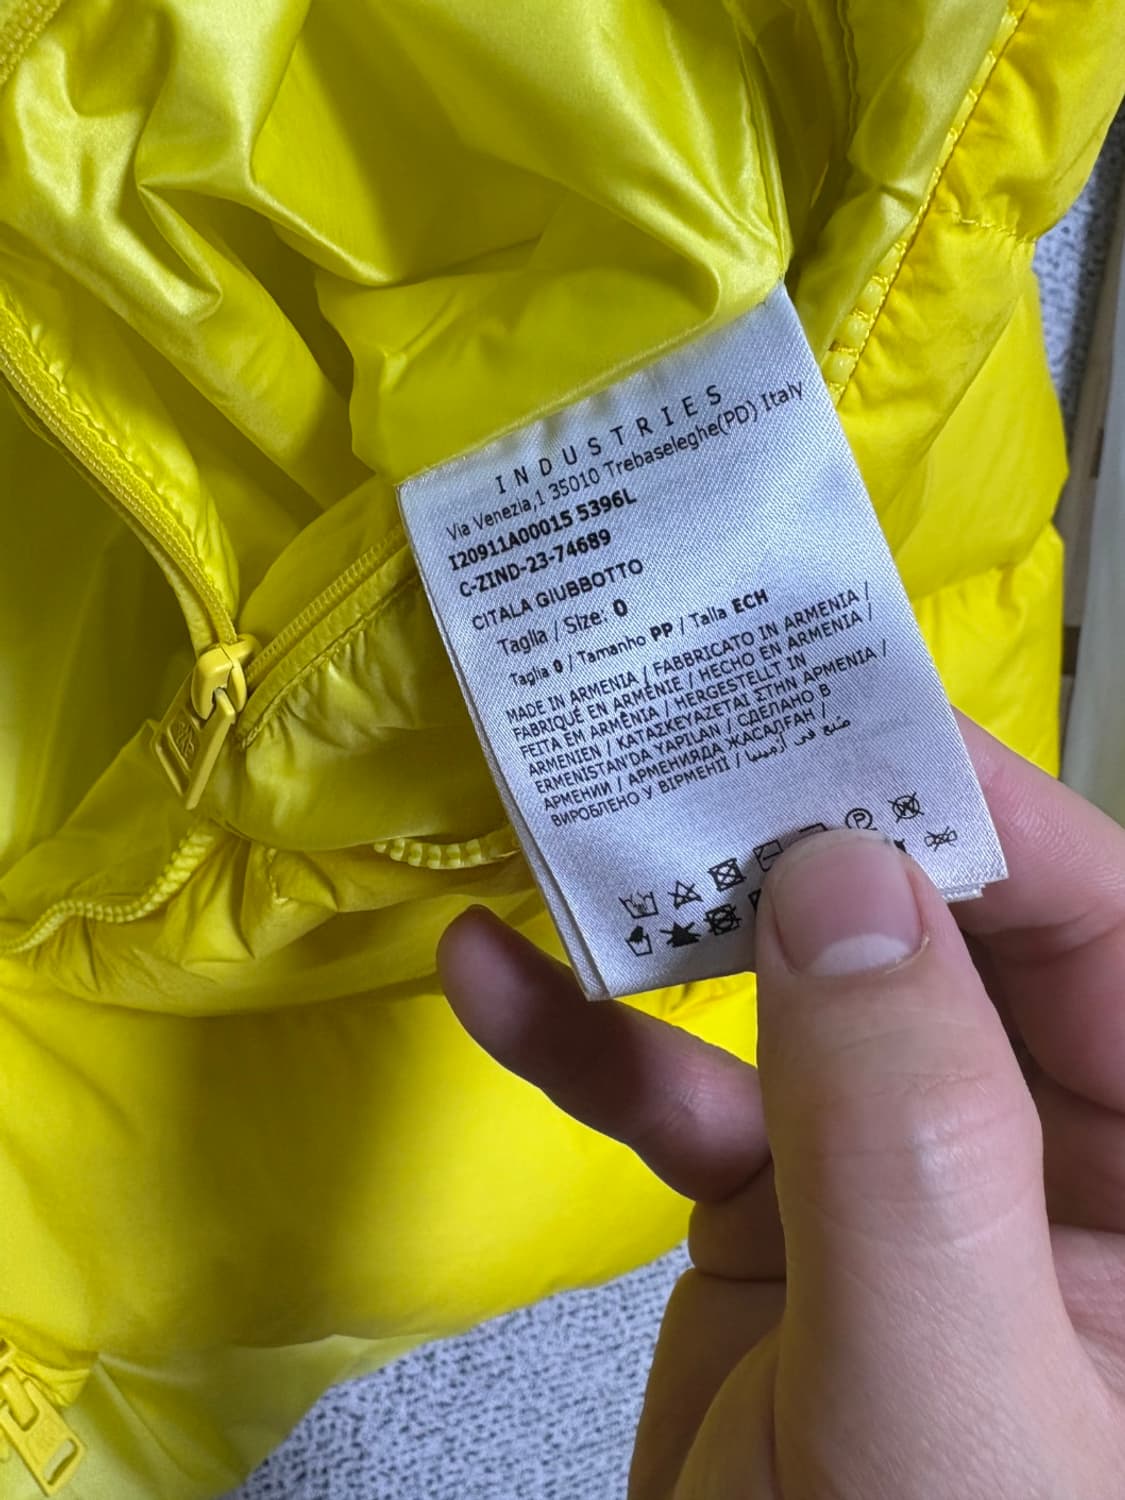 INDUSTRIES
Via Venezia,1 35010 Trebaseleghe(PD) Italy
I20911A00015 5396L
C-ZIND-23-74689
CITALA GIUBBOTTO
Taglia / Size: 0
Taglia 0 / Tamanho PP / Talla ECH
MADE IN ARMENIA / FABBRICATO IN ARMENIA /
FABRIQUÉ EN ARMÉNIE / HECHO EN ARMENIA /
FEITA EM ARMÊNIA / HERGESTELLT IN
ARMENIEN / ΚΑΤΑΣΚΕΥΑΖΕΤΑΙ ΣΤΗΝ ΑΡΜΕΝΙΑ /
ERMENISTAN'DA YAPILAN / СДЕЛАНО В
АРМЕНИИ / АРМЕНИЯДА ЖАСАЛҒАН /
ВИРОБЛЕНО У ВІРМЕНІЇ / صنع في أرمينيا
P
W